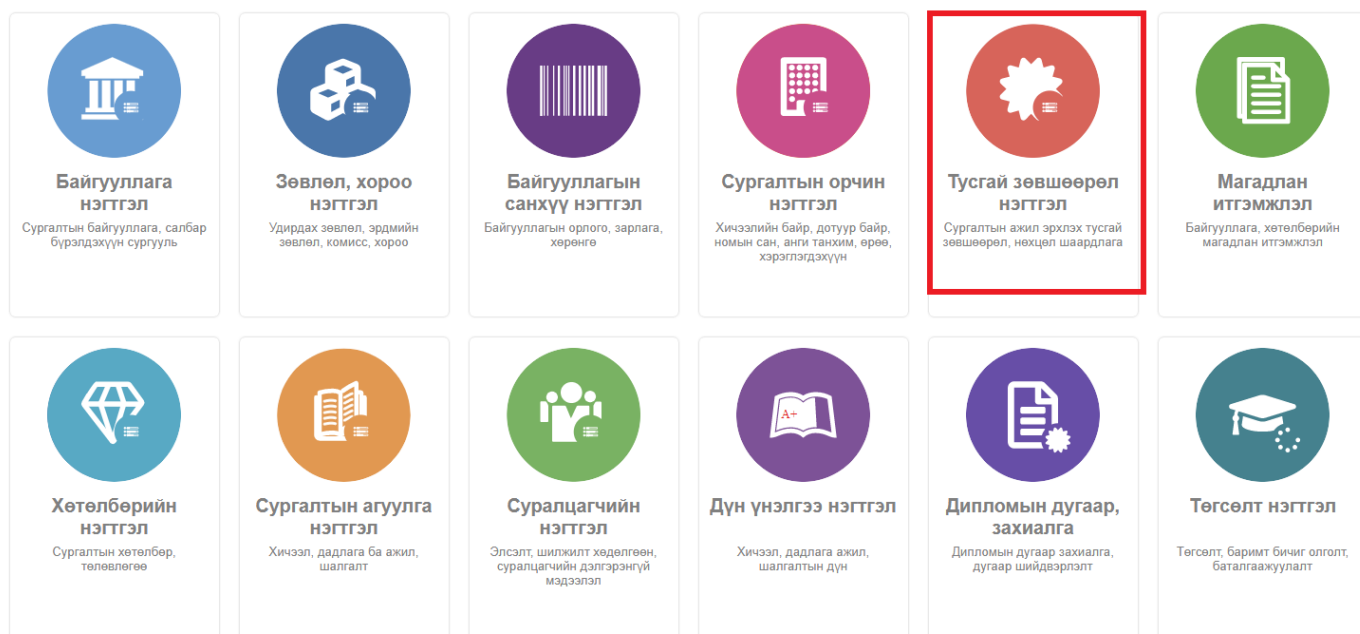 Байгууллага
нэгтгэл
Сургалтын байгууллага, салбар
бүрэлдэхүүн сургууль
Зөвлөл, хороо
нэгтгэл
Удирдах зөвлөл, эрдмийн
зөвлөл, комисс, хороо
Байгууллагын
санхүү нэгтгэл
Байгууллагын орлого, зарлага,
хөрөнгө
Сургалтын орчин
нэгтгэл
Хичээлийн байр, дотуур байр,
номын сан, анги танхим, өрөө,
хэрэглэгдэхүүн
Тусгай зөвшөөрөл
нэгтгэл
Сургалтын ажил эрхлэх тусгай
зөвшөөрөл, нөхцөл шаардлага
Магадлан
итгэмжлэл
Байгууллага, хөтөлбөрийн
магадлан итгэмжлэл
Хөтөлбөрийн
нэгтгэл
Сургалтын хөтөлбөр,
төлөвлөгөө
Сургалтын агуулга
нэгтгэл
Хичээл, дадлага ба ажил,
шалгалт
Суралцагчийн
нэгтгэл
Элсэлт, шилжилт хөдөлгөөн,
суралцагчийн дэлгэрэнгүй
мэдээлэл
A+
Дүн үнэлгээ нэгтгэл
Хичээл, дадлага ажил,
шалгалтын дүн
Дипломын дугаар,
захиалга
Дипломын дугаар захиалга,
дугаар шийдвэрлэлт
Төгсөлт нэгтгэл
Төгсөлт, баримт бичиг олголт,
баталгаажуулалт